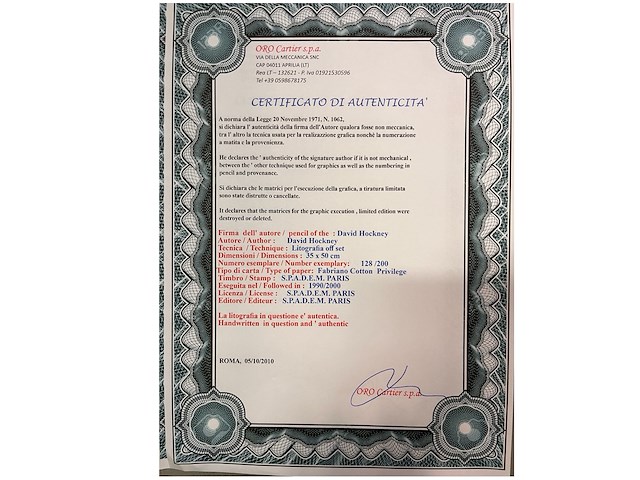 ORO Cartier s.p.a.
VIA DELLA MECCANICA SNC
CAP 04011 APRILIA (LT)
Rea LT – 132621 - P. Iva 01921530596
Tel +39 0598678175
CERTIFICATO DI AUTENTICITA'
A norma della Legge 20 Novembre 1971, N. 1062,
si dichiara l' autenticità della firma dell'Autore qualora fosse non meccanica,
tra l' altro la tecnica usata per la realizzazione grafica nonchè la numerazione
a matita e la provenienza.
He declares the ' authenticity of the signature author if it is not mechanical ,
between the ' other technique used for graphics as well as the numbering in
pencil and provenance.
Si dichiara che le matrici per l'esecuzione della grafica, a tiratura limitata
sono state distrutte o cancellate.
It declares that the matrices for the graphic execution , limited edition were
destroyed or deleted.
Firma dell' autore / pencil of the : David Hockney
Autore / Author : David Hockney
Tecnica / Technique : Litografia off set
Dimensioni / Dimensions : 35 x 50 cm
Numero esemplare / Number exemplary: 128 /200
Tipo di carta / Type of paper: Fabriano Cotton Privilege
Timbro / Stamp : S.P.A.D.E.M. PARIS
Eseguita nel / Followed in : 1990/2000
Licenza / License : S.P.A.D.E.M. PARIS
Editore / Editeur : S.P.A.D.E.M. PARIS
La litografia in questione e' autentica.
Handwritten in question and ' authentic
ROMA, 05/10/2010
ORO Cartier s.p.a.